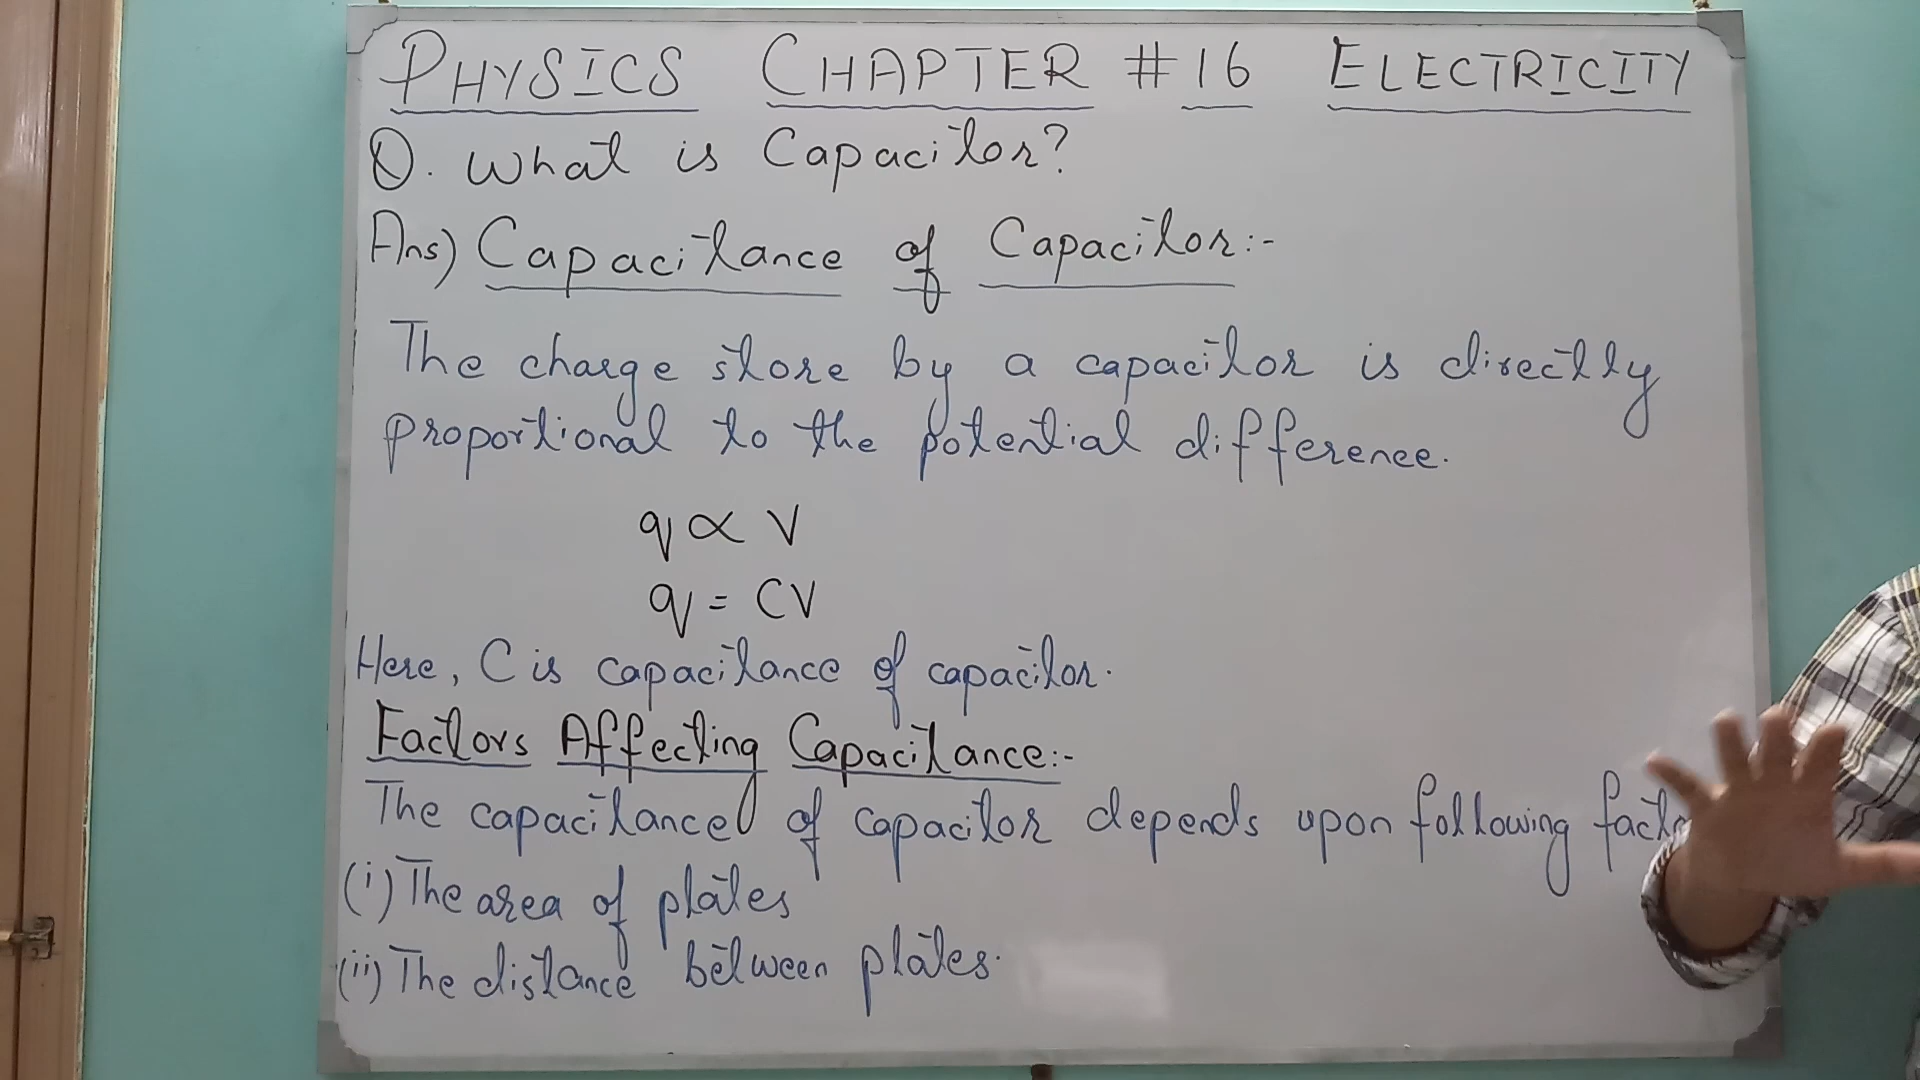 PHYSICS CHAPTER #16 ELECTRICITY
Q. What is Capacitor?
Ans) Capacitance of Capacitor:-
The charge store by a capacitor is directly
proportional to the potential difference.
q ∝ V
q = CV
Here, C is capacitance of capacitor.
Factors Affecting Capacitance:-
The capacitance of capacitor depends upon following
(i) The area of plates
(ii) The distance between plates.